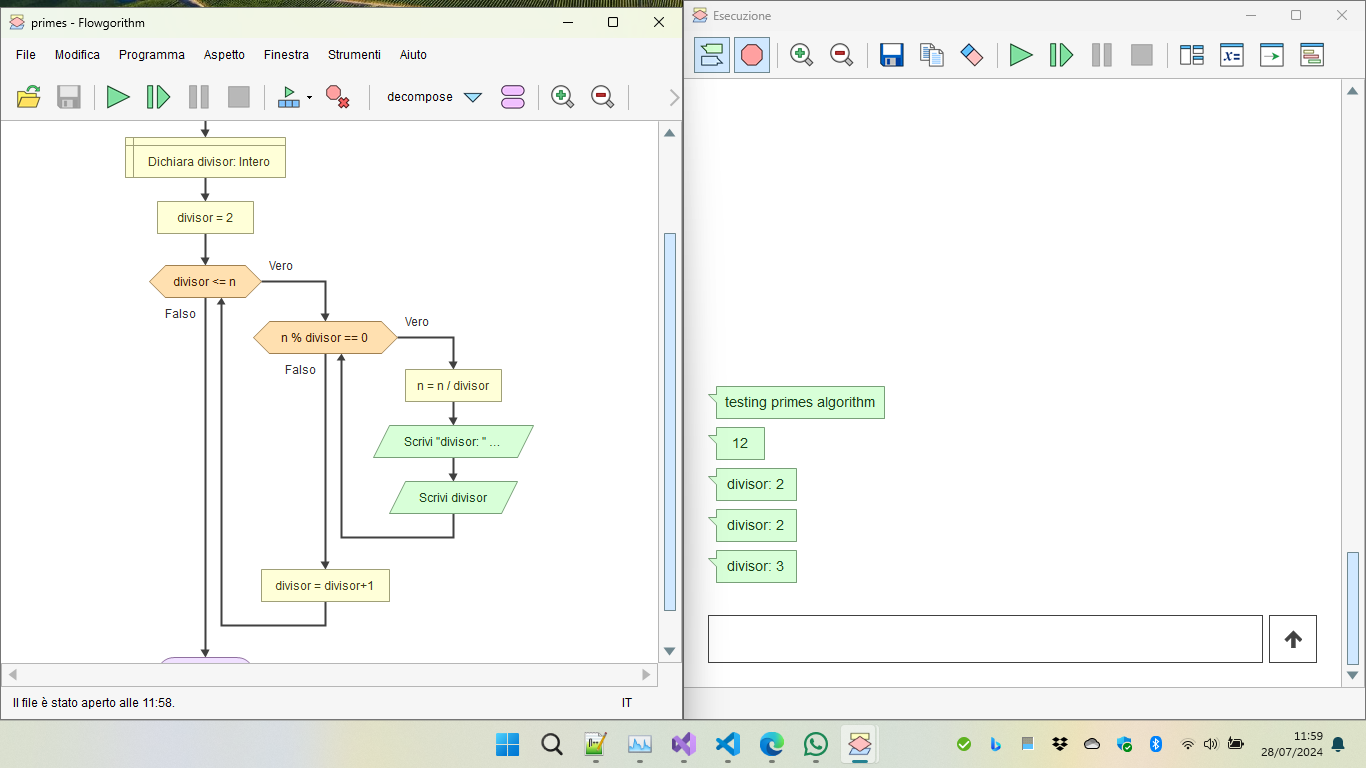 primes - Flowgorithm
File Modifica Programma Aspetto Finestra Strumenti Aiuto
decompose
Dichiara divisor: Intero
divisor = 2
divisor <= n
Vero
Falso
n % divisor == 0
Vero
Falso
n = n / divisor
Scrivi "divisor: " ...
Scrivi divisor
divisor = divisor+1
Il file è stato aperto alle 11:58.
IT
Esecuzione
x=
testing primes algorithm
12
divisor: 2
divisor: 2
divisor: 3
11:59
28/07/2024